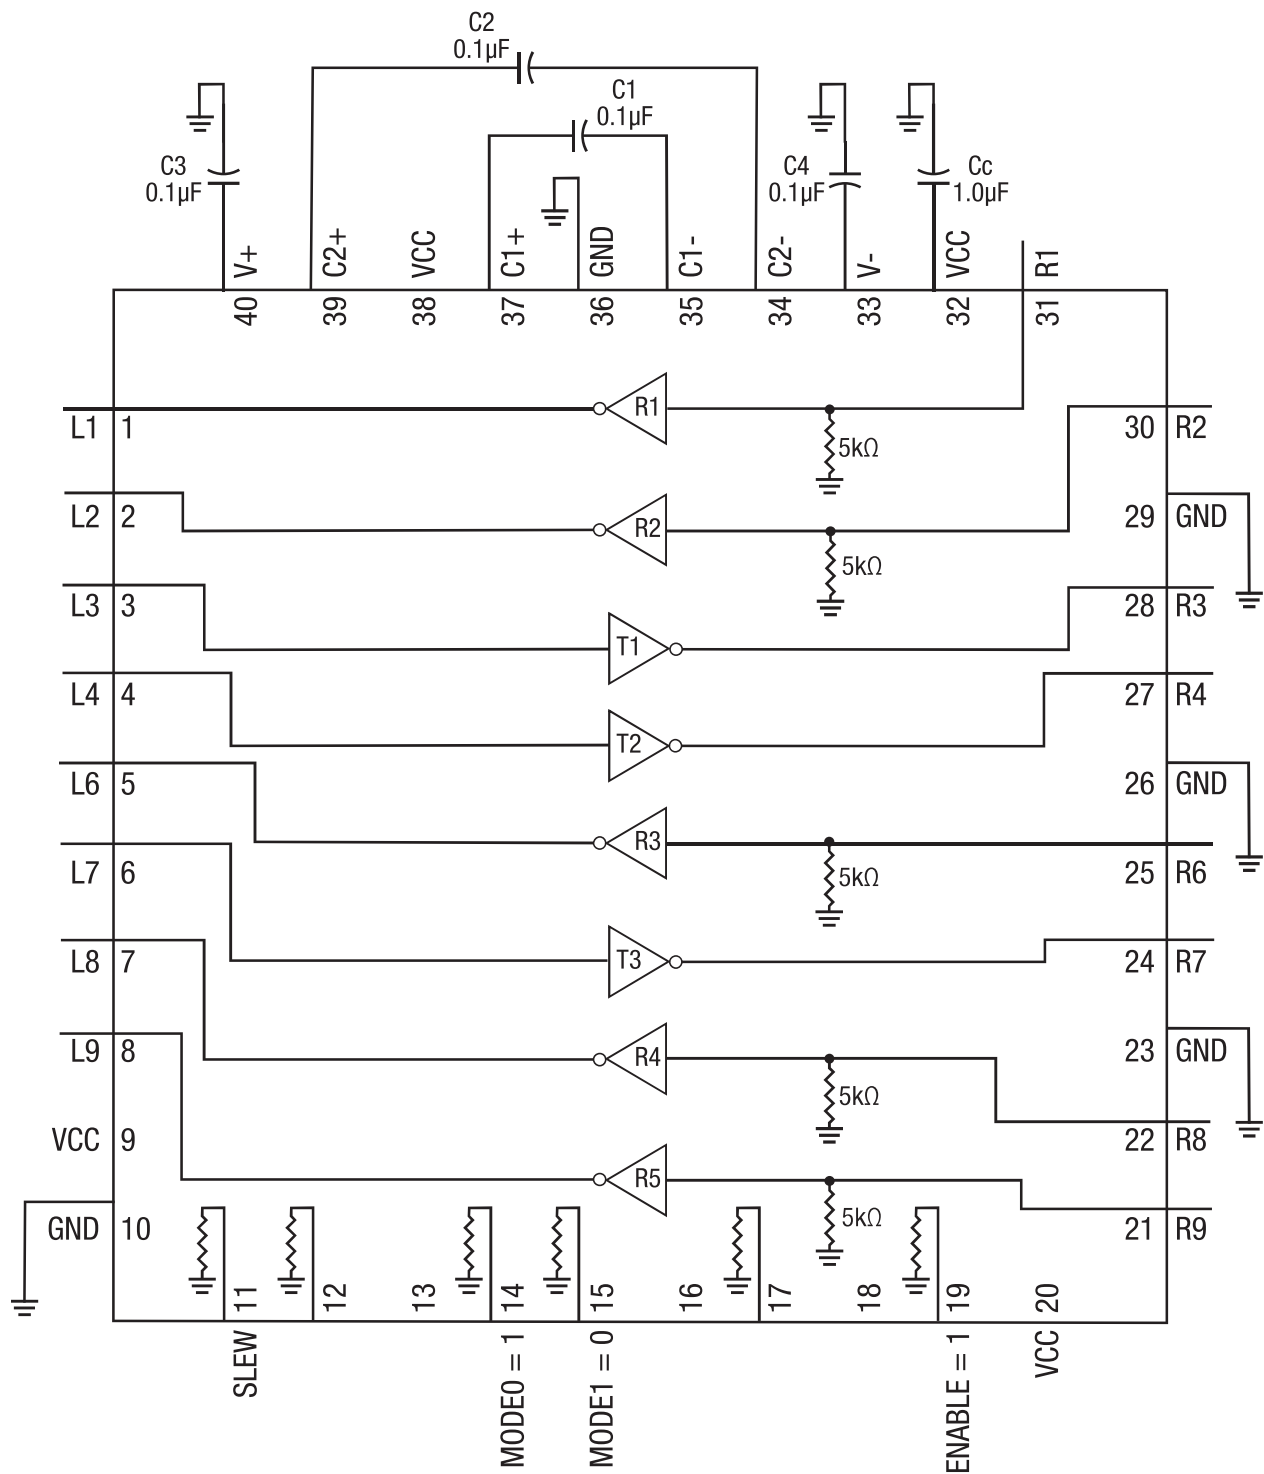 C2
0.1µF
C1
0.1µF
C3
0.1µF
C4
0.1µF
Cc
1.0µF
V+
C2+
VCC
C1+
GND
C1-
C2-
V-
VCC
R1
40
39
38
37
36
35
34
33
32
31
R1
L1 1
5kΩ
30 R2
L2 2
R2
5kΩ
29 GND
L3 3
T1
28 R3
L4 4
T2
27 R4
L6 5
R3
26 GND
L7 6
5kΩ
25 R6
L8 7
T3
24 R7
L9 8
R4
23 GND
5kΩ
VCC 9
22 R8
R5
GND 10
5kΩ
21 R9
11
12
13
14
15
16
17
18
19
20
SLEW
MODE0 = 1
MODE1 = 0
ENABLE = 1
VCC